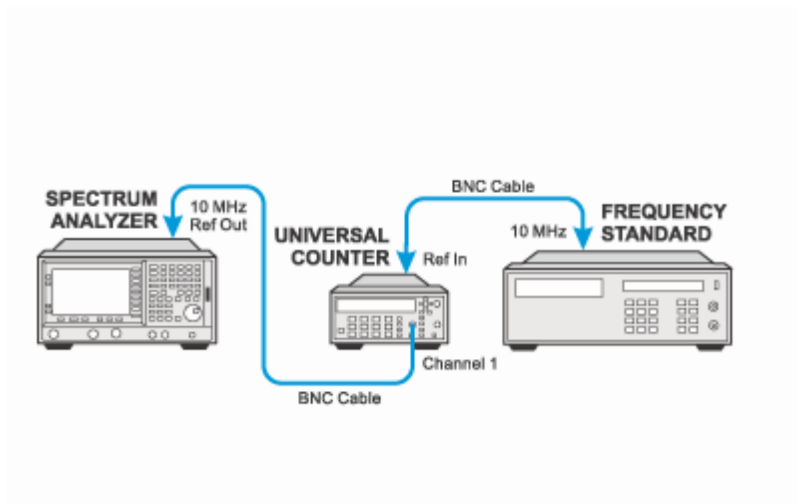 SPECTRUM
ANALYZER
10 MHz
Ref Out
UNIVERSAL
COUNTER
Ref In
BNC Cable
10 MHz
FREQUENCY
STANDARD
Channel 1
BNC Cable